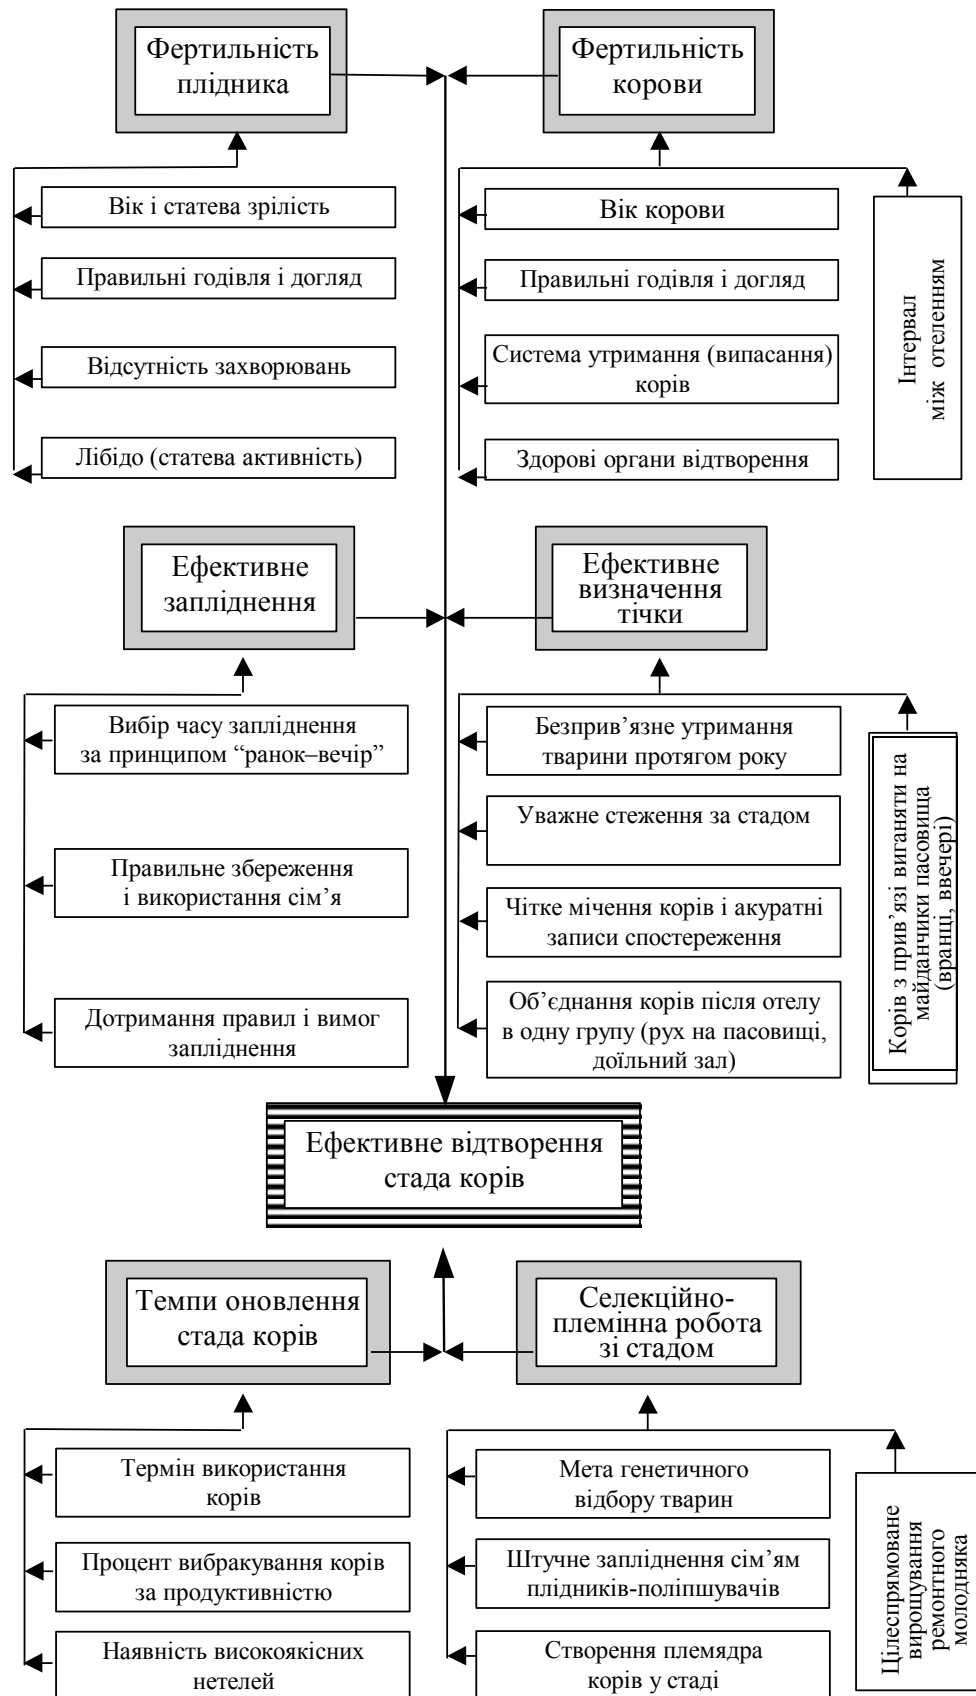 Фертильність
плідника
Фертильність
корови
Вік і статева зрілість
Правильні годівля і догляд
Відсутність захворювань
Лібідо (статева активність)
Вік корови
Правильні годівля і догляд
Система утримання (випасання)
корів
Здорові органи відтворення
Інтервал
між отеленням
Ефективне
запліднення
Ефективне
визначення
тічки
Вибір часу запліднення
за принципом “ранок–вечір”
Правильне збереження
і використання сім’я
Дотримання правил і вимог
запліднення
Безприв’язне утримання
тварини протягом року
Уважне стеження за стадом
Чітке мічення корів і акуратні
записи спостереження
Об’єднання корів після отелу
в одну групу (рух на пасовищі,
доїльний зал)
Корів з прив’язі виганяти на
майданчики пасовища
(вранці, ввечері)
Ефективне відтворення
стада корів
Темпи оновлення
стада корів
Селекційно-
племінна робота
зі стадом
Термін використання
корів
Процент вибракування корів
за продуктивністю
Наявність високоякісних
нетелей
Мета генетичного
відбору тварин
Штучне запліднення сім’ям
плідників-поліпшувачів
Створення племядра
корів у стаді
Цілеспрямоване
вирощування
ремонтного
молодняка